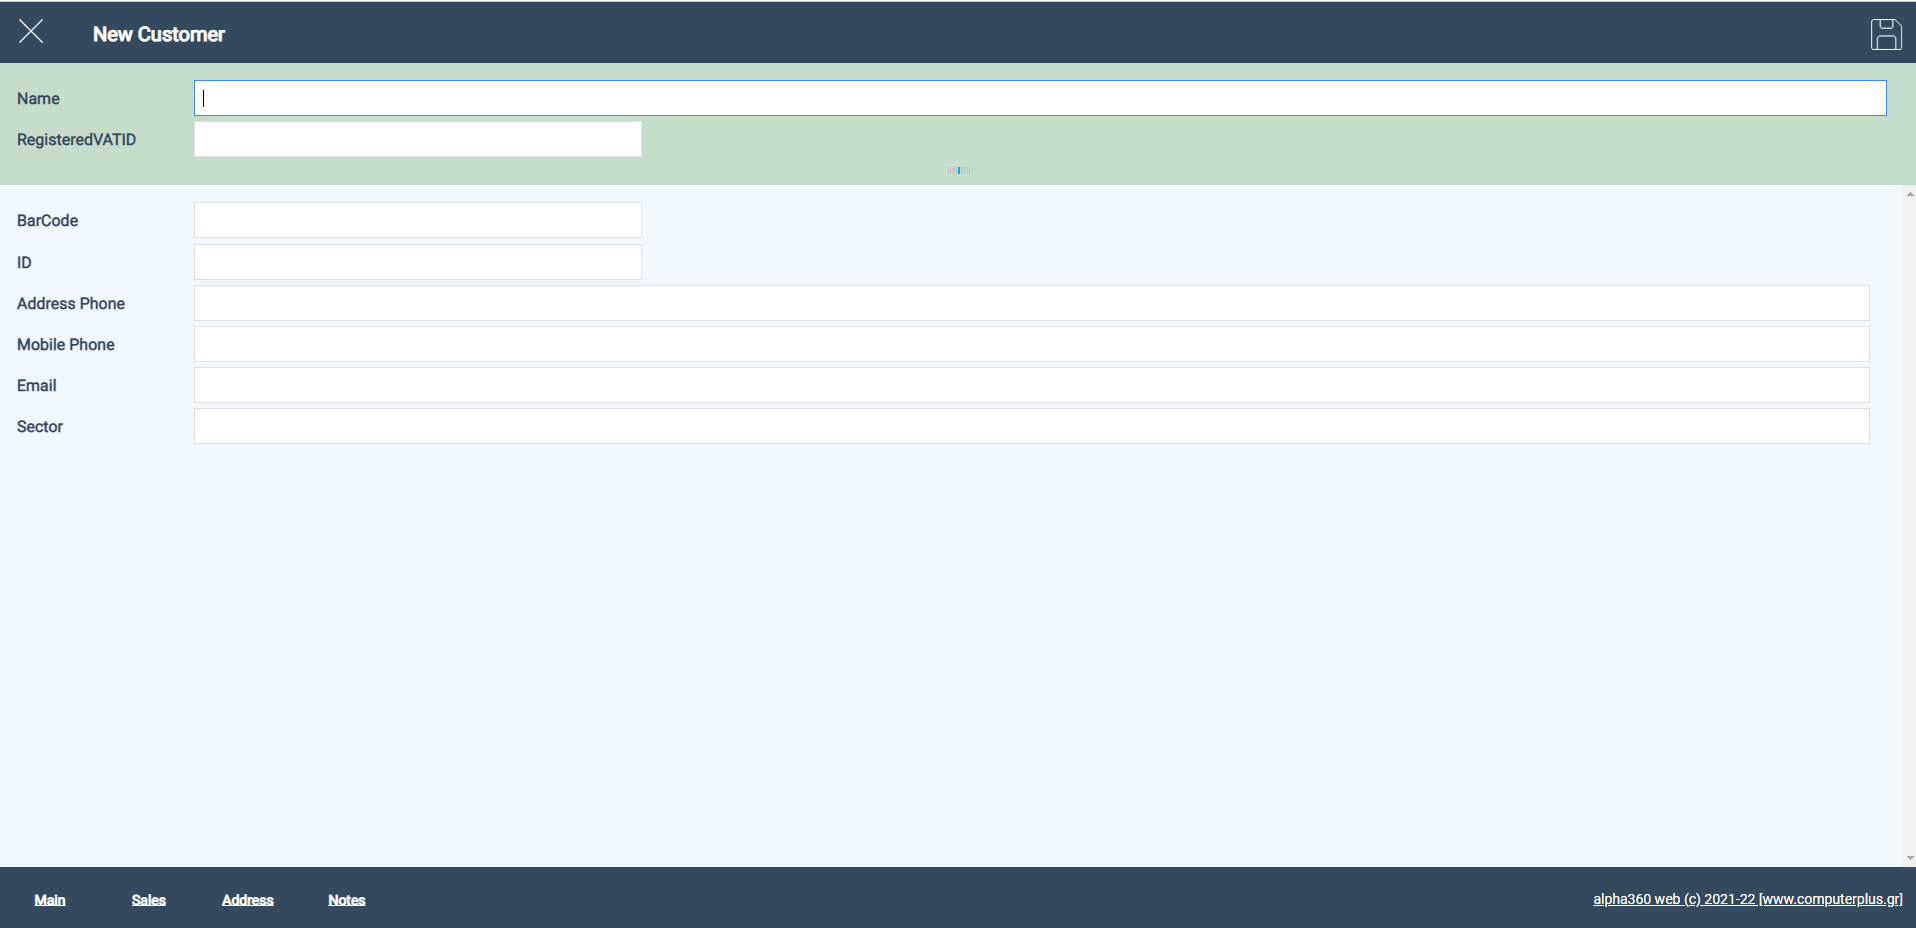 New Customer
Name
RegisteredVATID
BarCode
ID
Address Phone
Mobile Phone
Email
Sector
Main Sales Address Notes alpha360 web (c) 2021-22 [www.computerplus.gr]